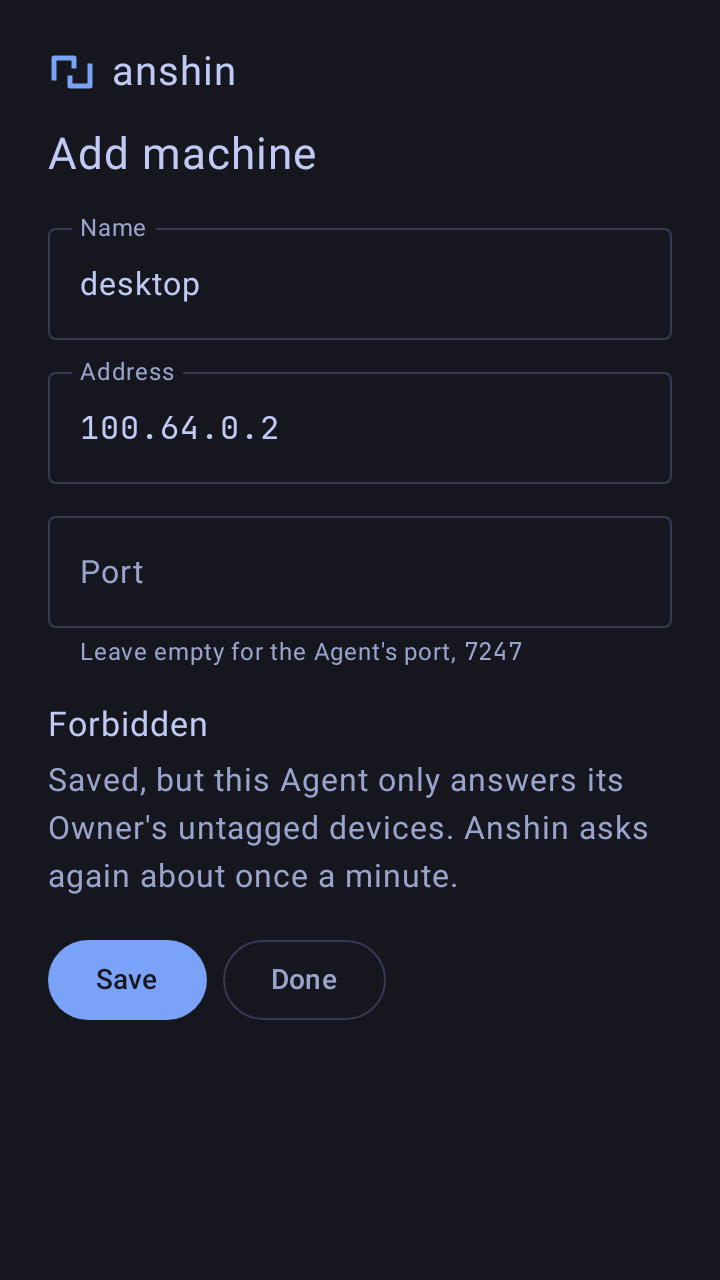 anshin
Add machine
Name
desktop
Address
100.64.0.2
Port
Leave empty for the Agent's port, 7247
Forbidden
Saved, but this Agent only answers its
Owner's untagged devices. Anshin asks
again about once a minute.
Save
Done